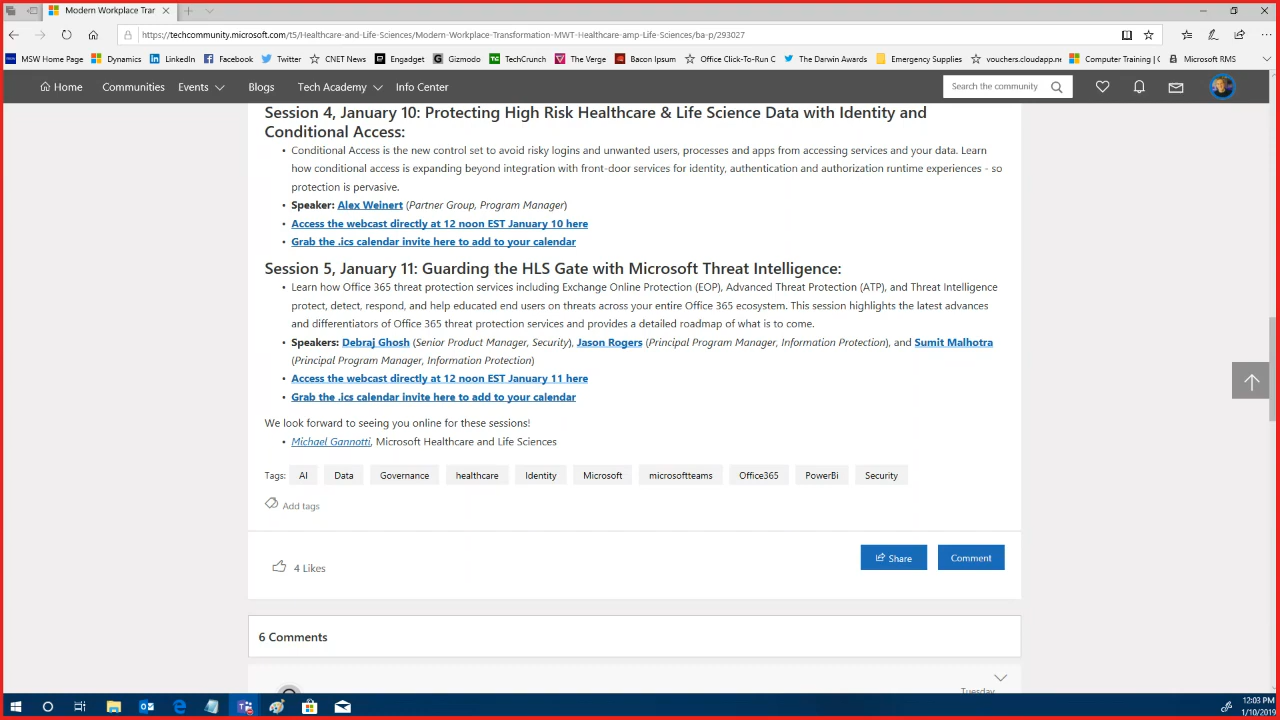 Modern Workplace Trar
https://techcommunity.microsoft.com/t5/Healthcare-and-Life-Sciences/Modern-Workplace-Transformation-MWT-Healthcare-amp-Life-Sciences/ba-p/293027
MSW Home Page Dynamics LinkedIn Facebook Twitter CNET News Engadget Gizmodo TechCrunch The Verge Bacon Ipsum Office Click-To-Run C The Darwin Awards Emergency Supplies vouchers.cloudapp.ne Computer Training | C Microsoft RMS
Home Communities Events Blogs Tech Academy Info Center Search the community
Session 4, January 10: Protecting High Risk Healthcare & Life Science Data with Identity and
Conditional Access:
• Conditional Access is the new control set to avoid risky logins and unwanted users, processes and apps from accessing services and your data. Learn
how conditional access is expanding beyond integration with front-door services for identity, authentication and authorization runtime experiences - so
protection is pervasive.
• Speaker: Alex Weinert (Partner Group, Program Manager)
• Access the webcast directly at 12 noon EST January 10 here
• Grab the .ics calendar invite here to add to your calendar
Session 5, January 11: Guarding the HLS Gate with Microsoft Threat Intelligence:
• Learn how Office 365 threat protection services including Exchange Online Protection (EOP), Advanced Threat Protection (ATP), and Threat Intelligence
protect, detect, respond, and help educated end users on threats across your entire Office 365 ecosystem. This session highlights the latest advances
and differentiators of Office 365 threat protection services and provides a detailed roadmap of what is to come.
• Speakers: Debraj Ghosh (Senior Product Manager, Security), Jason Rogers (Principal Program Manager, Information Protection), and Sumit Malhotra
(Principal Program Manager, Information Protection)
• Access the webcast directly at 12 noon EST January 11 here
• Grab the .ics calendar invite here to add to your calendar
We look forward to seeing you online for these sessions!
• Michael Gannotti, Microsoft Healthcare and Life Sciences
Tags: AI Data Governance healthcare Identity Microsoft microsoftteams Office365 PowerBi Security
Add tags
4 Likes Share Comment
6 Comments
Tuesday
12:03 PM
1/10/2019